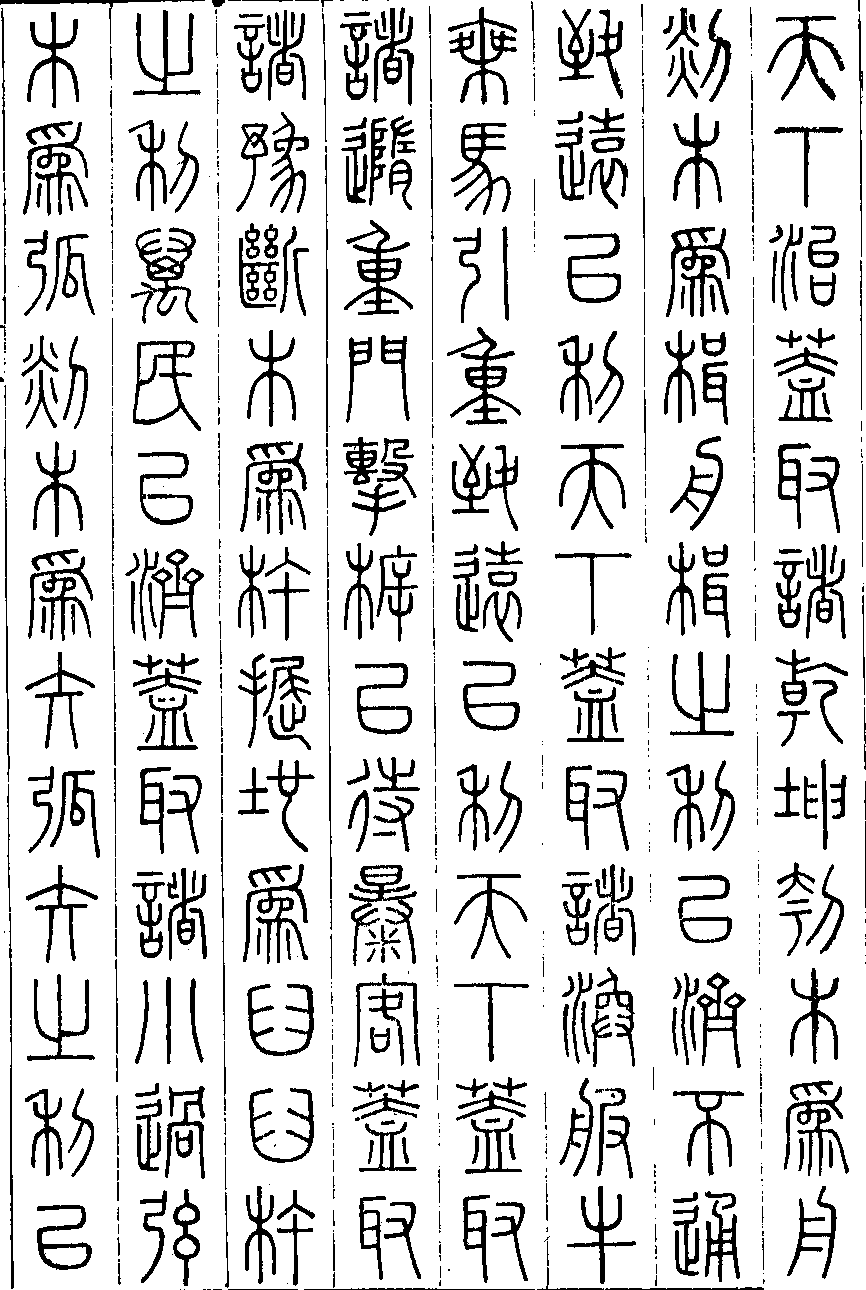 天下治蓋取諸乾坤刳木爲舟
剡木爲楫舟楫之利以濟不通
致遠以利天下蓋取諸渙服牛
乘馬引重致遠以利天下蓋取
諸隨重門擊柝以待暴客蓋取
諸豫斷木爲杵掘地爲臼臼杵
之利萬民以濟蓋取諸小過弦
木爲弧剡木爲矢弧矢之利以